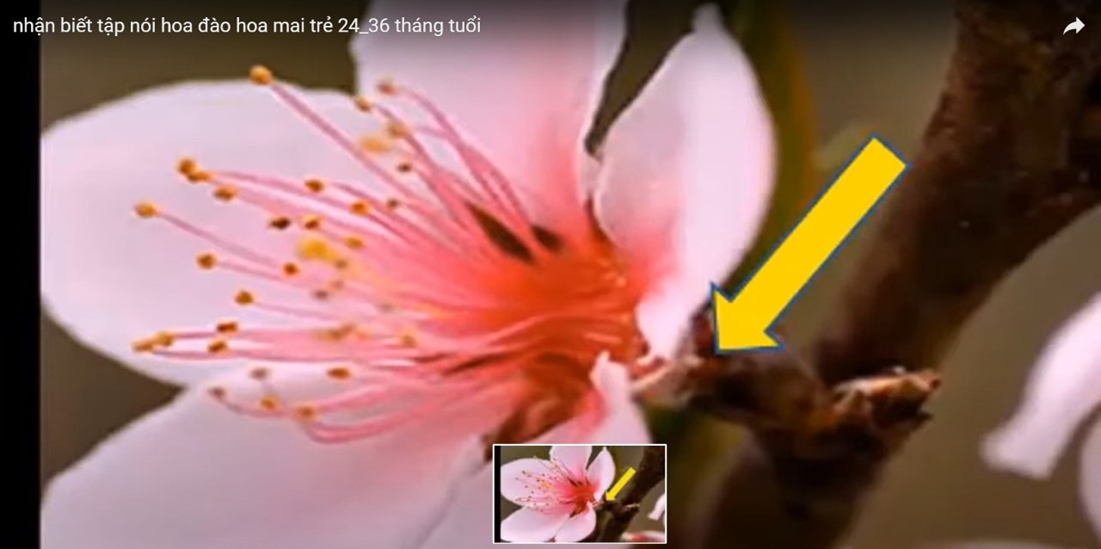 nhận biết tập nói hoa đào hoa mai trẻ 24_36 tháng tuổi